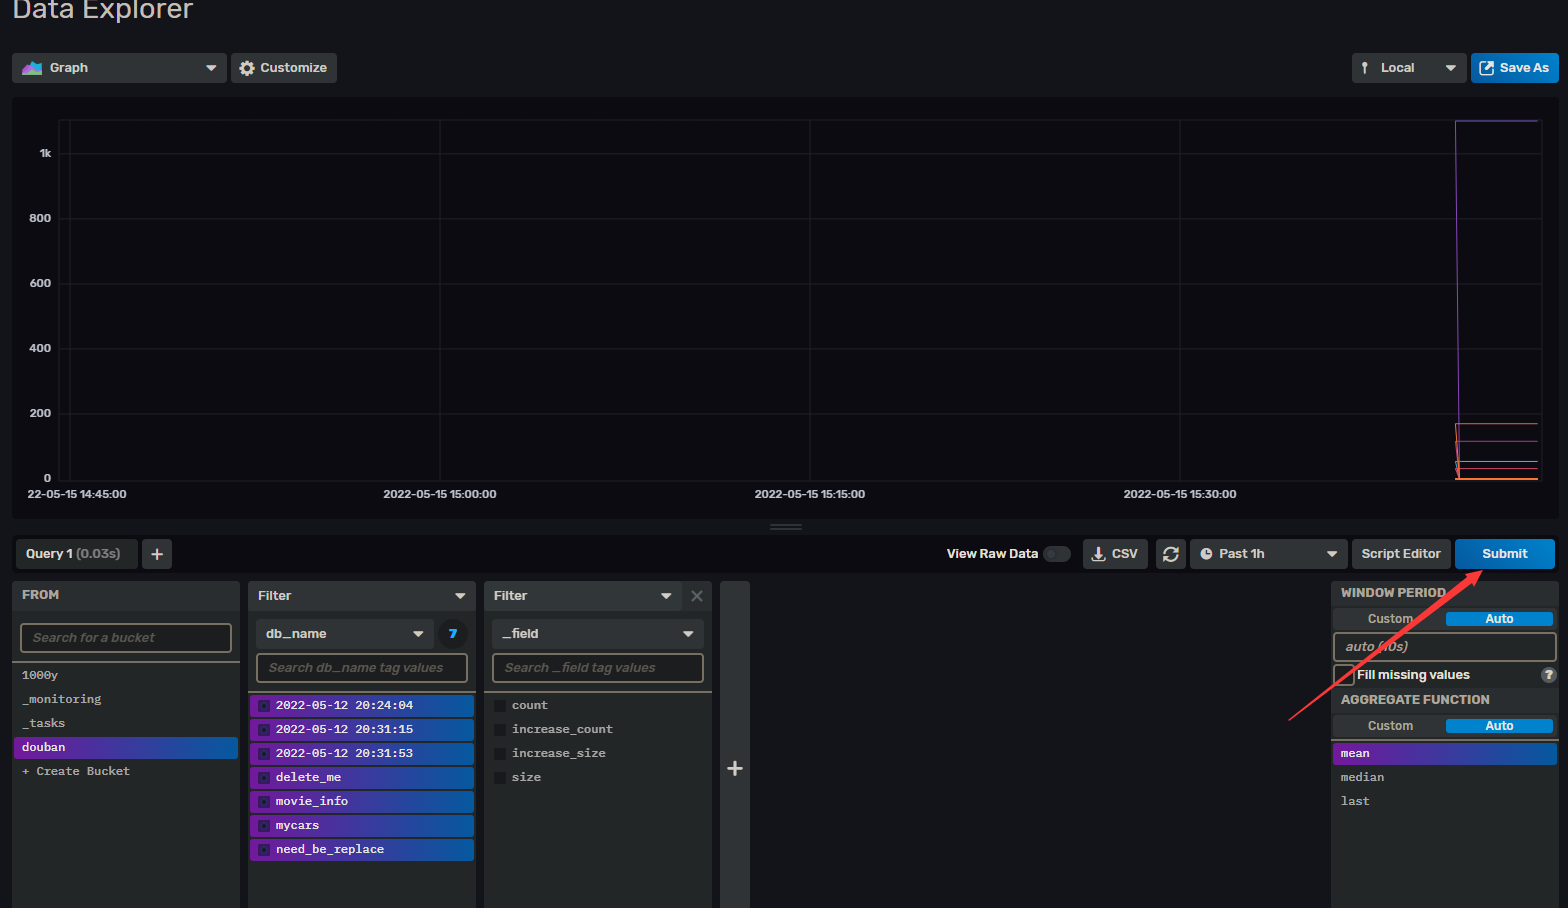 Data Explorer
Graph
Customize
Local
Save As
1k
800
600
400
200
0
22-05-15 14:45:00
2022-05-15 15:00:00
2022-05-15 15:15:00
2022-05-15 15:30:00
Query 1 (0.03s)
+
View Raw Data
CSV
Past 1h
Script Editor
Submit
FROM
Search for a bucket
1000y
_monitoring
_tasks
douban
+ Create Bucket
Filter
db_name
7
Search db_name tag values
2022-05-12 20:24:04
2022-05-12 20:31:15
2022-05-12 20:31:53
delete_me
movie_info
mycars
need_be_replace
Filter
_field
Search _field tag values
count
increase_count
increase_size
size
+
WINDOW PERIOD
Custom
Auto
auto (10s)
Fill missing values
?
AGGREGATE FUNCTION
Custom
Auto
mean
median
last